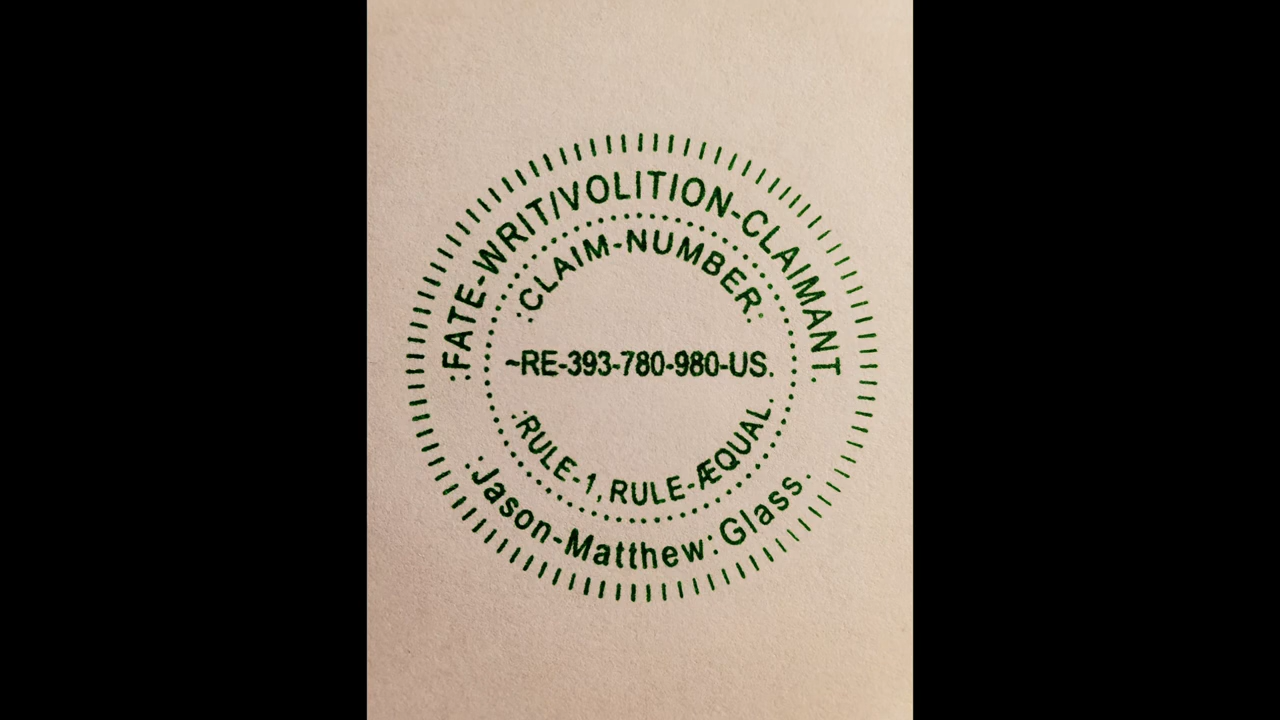 :FATE-WRIT/VOLITION-CLAIMANT.
:CLAIM-NUMBER:
~RE-393-780-980-US.
:RULE-1, RULE-ÆQUAL.
:Jason-Matthew: Glass.